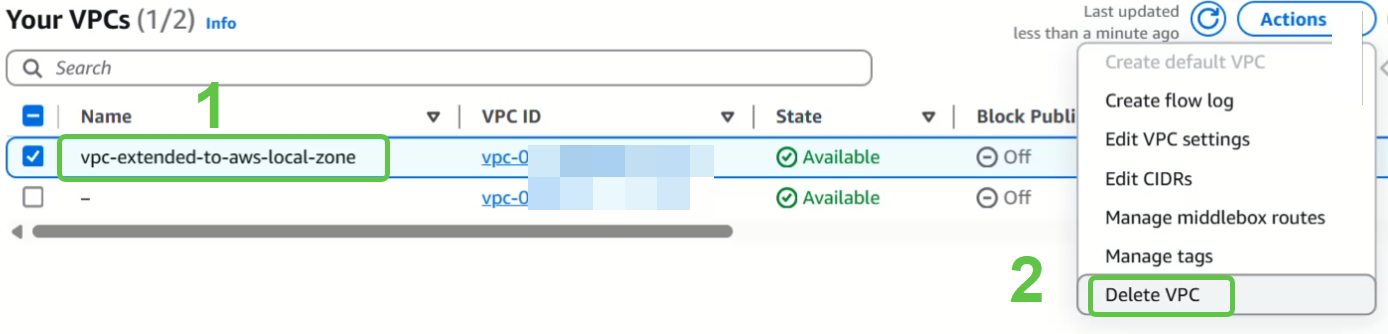 Your VPCs (1/2) Info
Last updated
less than a minute ago
Actions
Search
1
Name VPC ID State Block Publi
vpc-extended-to-aws-local-zone vpc-0 Available Off
– vpc-0 Available Off
Create default VPC
Create flow log
Edit VPC settings
Edit CIDRs
Manage middlebox routes
Manage tags
2
Delete VPC